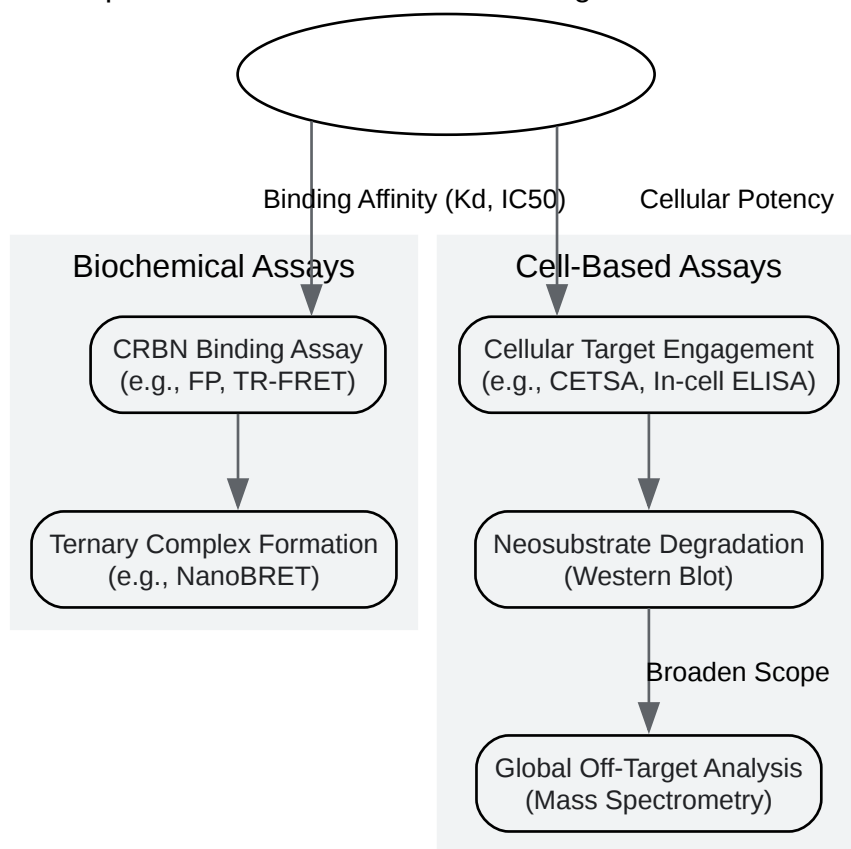 Binding Affinity (Kd, IC50)
Cellular Potency
Biochemical Assays
Cell-Based Assays
CRBN Binding Assay
(e.g., FP, TR-FRET)
Cellular Target Engagement
(e.g., CETSA, In-cell ELISA)
Ternary Complex Formation
(e.g., NanoBRET)
Neosubstrate Degradation
(Western Blot)
Broaden Scope
Global Off-Target Analysis
(Mass Spectrometry)